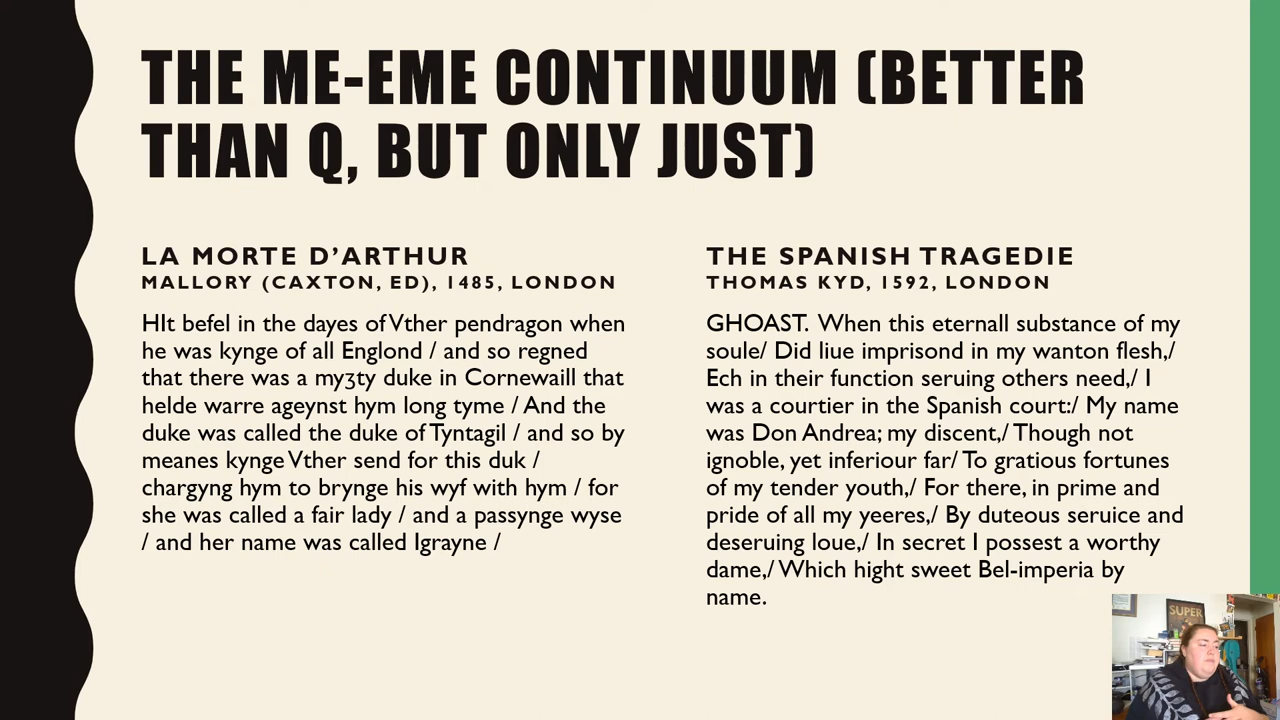 THE ME-EME CONTINUUM (BETTER
THAN Q, BUT ONLY JUST)
LA MORTE D’ARTHUR
MALLORY (CAXTON, ED), 1485, LONDON
HIt befel in the dayes of Vther pendragon when
he was kynge of all Englond / and so regned
that there was a myȝty duke in Cornewaill that
helde warre ageynst hym long tyme / And the
duke was called the duke of Tyntagil / and so by
meanes kynge Vther send for this duk /
chargyng hym to brynge his wyf with hym / for
she was called a fair lady / and a passynge wyse
/ and her name was called Igrayne /
THE SPANISH TRAGEDIE
THOMAS KYD, 1592, LONDON
GHOAST. When this eternall substance of my
soule/ Did liue imprisond in my wanton flesh,/
Ech in their function seruing others need,/ I
was a courtier in the Spanish court:/ My name
was Don Andrea; my discent,/ Though not
ignoble, yet inferiour far/ To gratious fortunes
of my tender youth,/ For there, in prime and
pride of all my yeeres,/ By duteous seruice and
deseruing loue,/ In secret I possest a worthy
dame,/ Which hight sweet Bel-imperia by
name.
SUPER